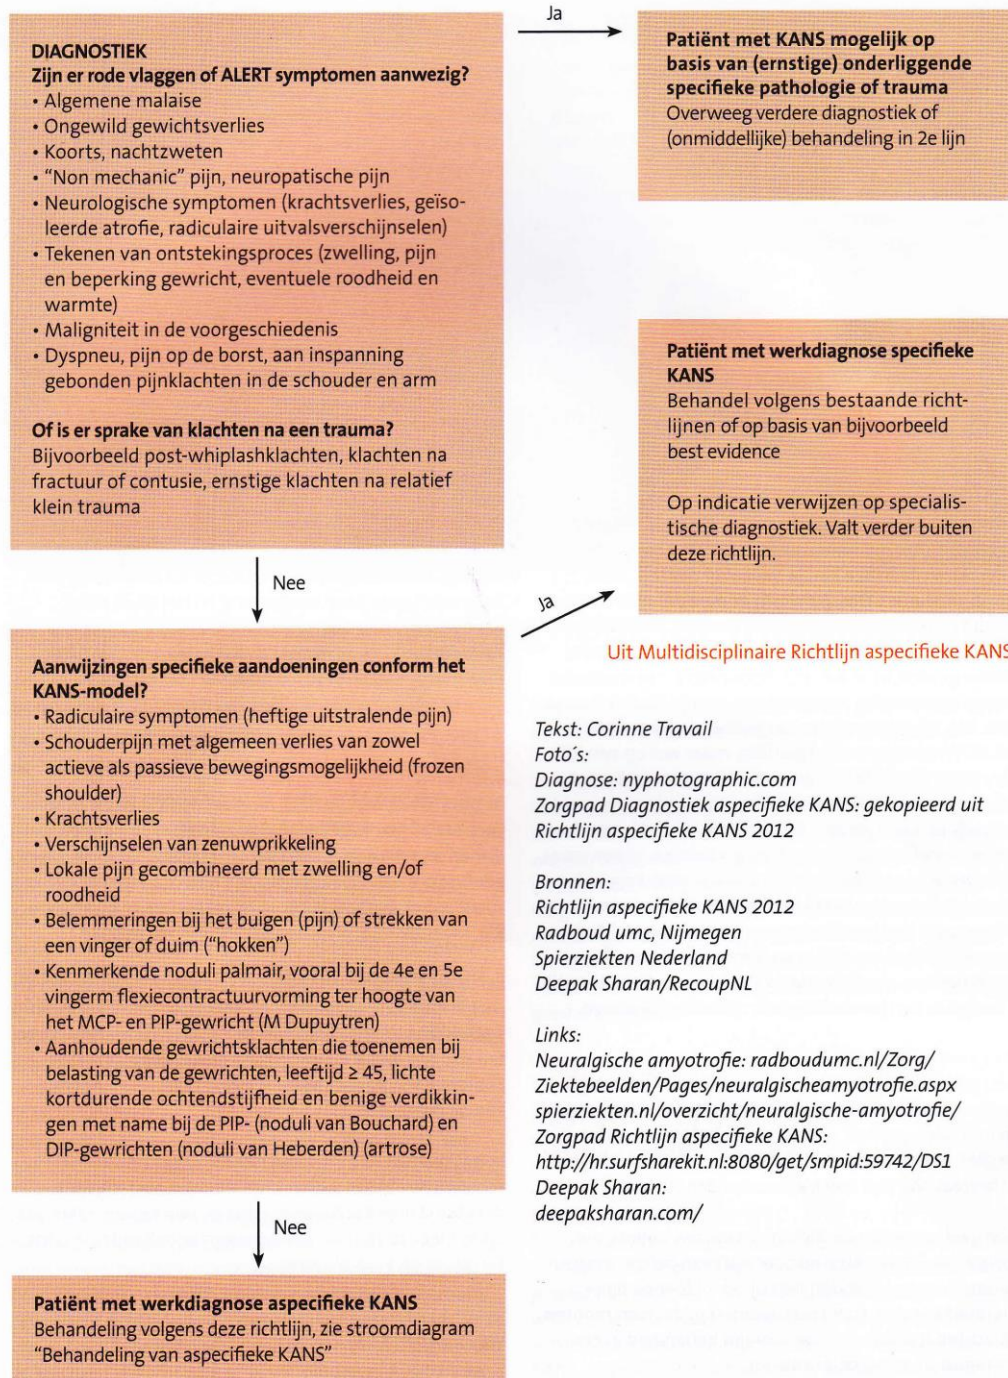 DIAGNOSTIEK
Zijn er rode vlaggen of ALERT symptomen aanwezig?
• Algemene malaise
• Ongewild gewichtsverlies
• Koorts, nachtzweten
• “Non mechanic” pijn, neuropatische pijn
• Neurologische symptomen (krachtsverlies, geïso-
leerde atrofie, radiculaire uitvalsverschijnselen)
• Tekenen van ontstekingsproces (zwelling, pijn
en beperking gewricht, eventuele roodheid en
warmte)
• Maligniteit in de voorgeschiedenis
• Dyspneu, pijn op de borst, aan inspanning
gebonden pijnklachten in de schouder en arm
Of is er sprake van klachten na een trauma?
Bijvoorbeeld post-whiplashklachten, klachten na
fractuur of contusie, ernstige klachten na relatief
klein trauma
Ja
Patiënt met KANS mogelijk op
basis van (ernstige) onderliggende
specifieke pathologie of trauma
Overweeg verdere diagnostiek of
(onmiddellijke) behandeling in 2e lijn
Nee
Aanwijzingen specifieke aandoeningen conform het
KANS-model?
• Radiculaire symptomen (heftige uitstralende pijn)
• Schouderpijn met algemeen verlies van zowel
actieve als passieve bewegingsmogelijkheid (frozen
shoulder)
• Krachtsverlies
• Verschijnselen van zenuwprikkeling
• Lokale pijn gecombineerd met zwelling en/of
roodheid
• Belemmeringen bij het buigen (pijn) of strekken van
een vinger of duim (“hokken”)
• Kenmerkende noduli palmair, vooral bij de 4e en 5e
vingerm flexiecontractuurvorming ter hoogte van
het MCP- en PIP-gewricht (M Dupuytren)
• Aanhoudende gewrichtsklachten die toenemen bij
belasting van de gewrichten, leeftijd ≥ 45, lichte
kortdurende ochtendstijfheid en benige verdikkin-
gen met name bij de PIP- (noduli van Bouchard) en
DIP-gewrichten (noduli van Heberden) (artrose)
Ja
Patiënt met werkdiagnose specifieke
KANS
Behandel volgens bestaande richt-
lijnen of op basis van bijvoorbeeld
best evidence
Op indicatie verwijzen op specialis-
tische diagnostiek. Valt verder buiten
deze richtlijn.
Uit Multidisciplinaire Richtlijn aspecifieke KANS
Nee
Patiënt met werkdiagnose aspecifieke KANS
Behandeling volgens deze richtlijn, zie stroomdiagram
“Behandeling van aspecifieke KANS”
Tekst: Corinne Travail
Foto´s:
Diagnose: nyphotographic.com
Zorgpad Diagnostiek aspecifieke KANS: gekopieerd uit
Richtlijn aspecifieke KANS 2012
Bronnen:
Richtlijn aspecifieke KANS 2012
Radboud umc, Nijmegen
Spierziekten Nederland
Deepak Sharan/RecoupNL
Links:
Neuralgische amyotrofie: radboudumc.nl/Zorg/
Ziektebeelden/Pages/neuralgischeamyotrofie.aspx
spierziekten.nl/overzicht/neuralgische-amyotrofie/
Zorgpad Richtlijn aspecifieke KANS:
http://hr.surfsharekit.nl:8080/get/smpid:59742/DS1
Deepak Sharan:
deepaksharan.com/